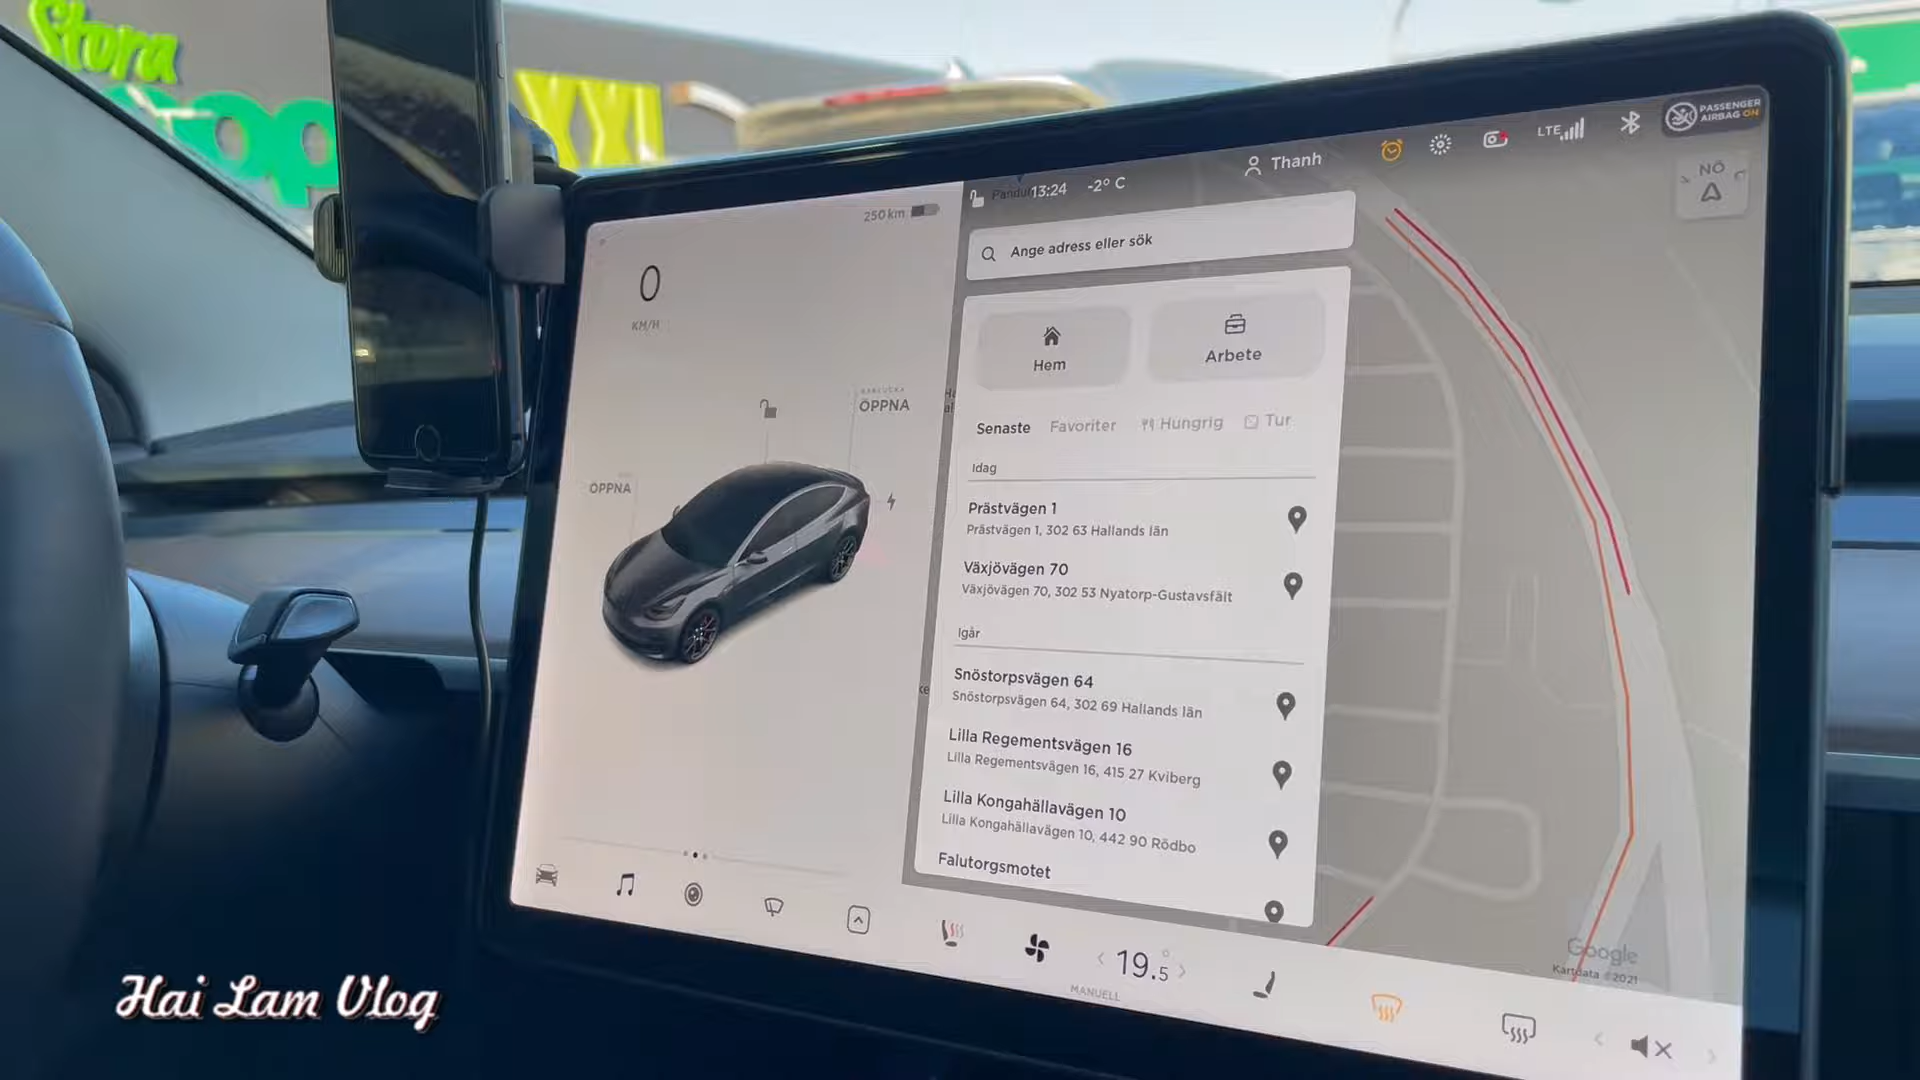 Stora
XXL
PASSENGER
AIRBAG ON
LTE
Thanh
13:24 -2° C
NÖ
250 km
0
KM/H
Ange adress eller sök
Hem
Arbete
ÖPPNA
ÖPPNA
Senaste Favoriter Hungrig Tur
Idag
Prästvägen 1
Prästvägen 1, 302 63 Hallands län
Växjövägen 70
Växjövägen 70, 302 53 Nyatorp-Gustavsfält
Igår
Snöstorpsvägen 64
Snöstorpsvägen 64, 302 69 Hallands län
Lilla Regementsvägen 16
Lilla Regementsvägen 16, 415 27 Kviberg
Lilla Kongahällavägen 10
Lilla Kongahällavägen 10, 442 90 Rödbo
Falutorgsmotet
Google
Kartdata ©2021
19.5°
MANUELL
Hai Lam Vlog